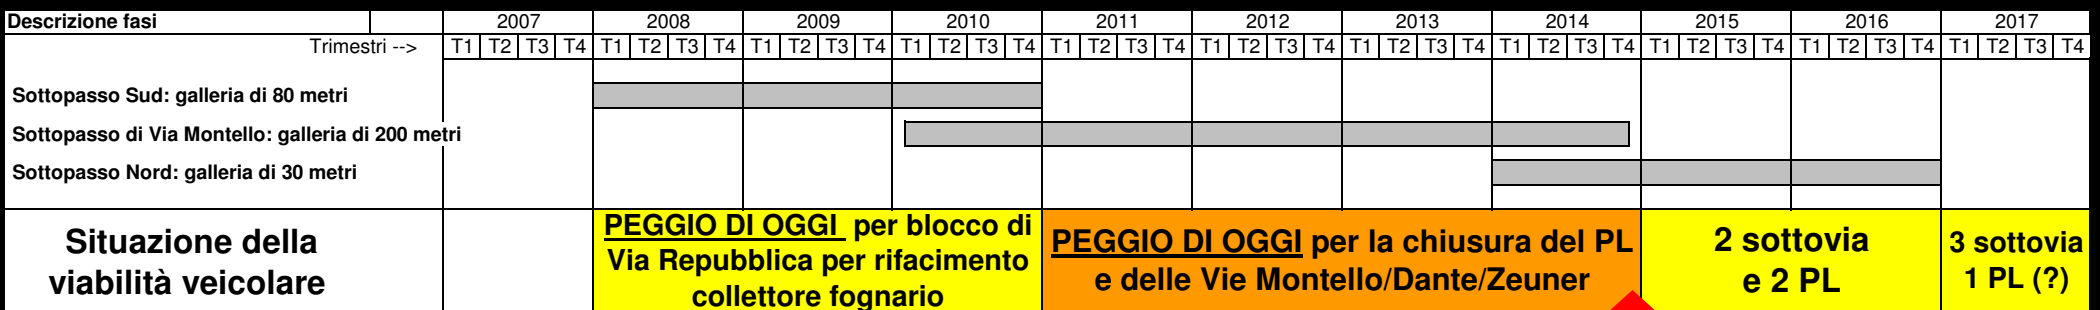 Descrizione fasi 2007 2008 2009 2010 2011 2012 2013 2014 2015 2016 2017
Trimestri --> T1 T2 T3 T4 T1 T2 T3 T4 T1 T2 T3 T4 T1 T2 T3 T4 T1 T2 T3 T4 T1 T2 T3 T4 T1 T2 T3 T4 T1 T2 T3 T4 T1 T2 T3 T4 T1 T2 T3 T4 T1 T2 T3 T4
Sottopasso Sud: galleria di 80 metri
Sottopasso di Via Montello: galleria di 200 metri
Sottopasso Nord: galleria di 30 metri
Situazione della
viabilità veicolare
PEGGIO DI OGGI per blocco di
Via Repubblica per rifacimento
collettore fognario
PEGGIO DI OGGI per la chiusura del PL
e delle Vie Montello/Dante/Zeuner
2 sottovia
e 2 PL
3 sottovia
1 PL (?)